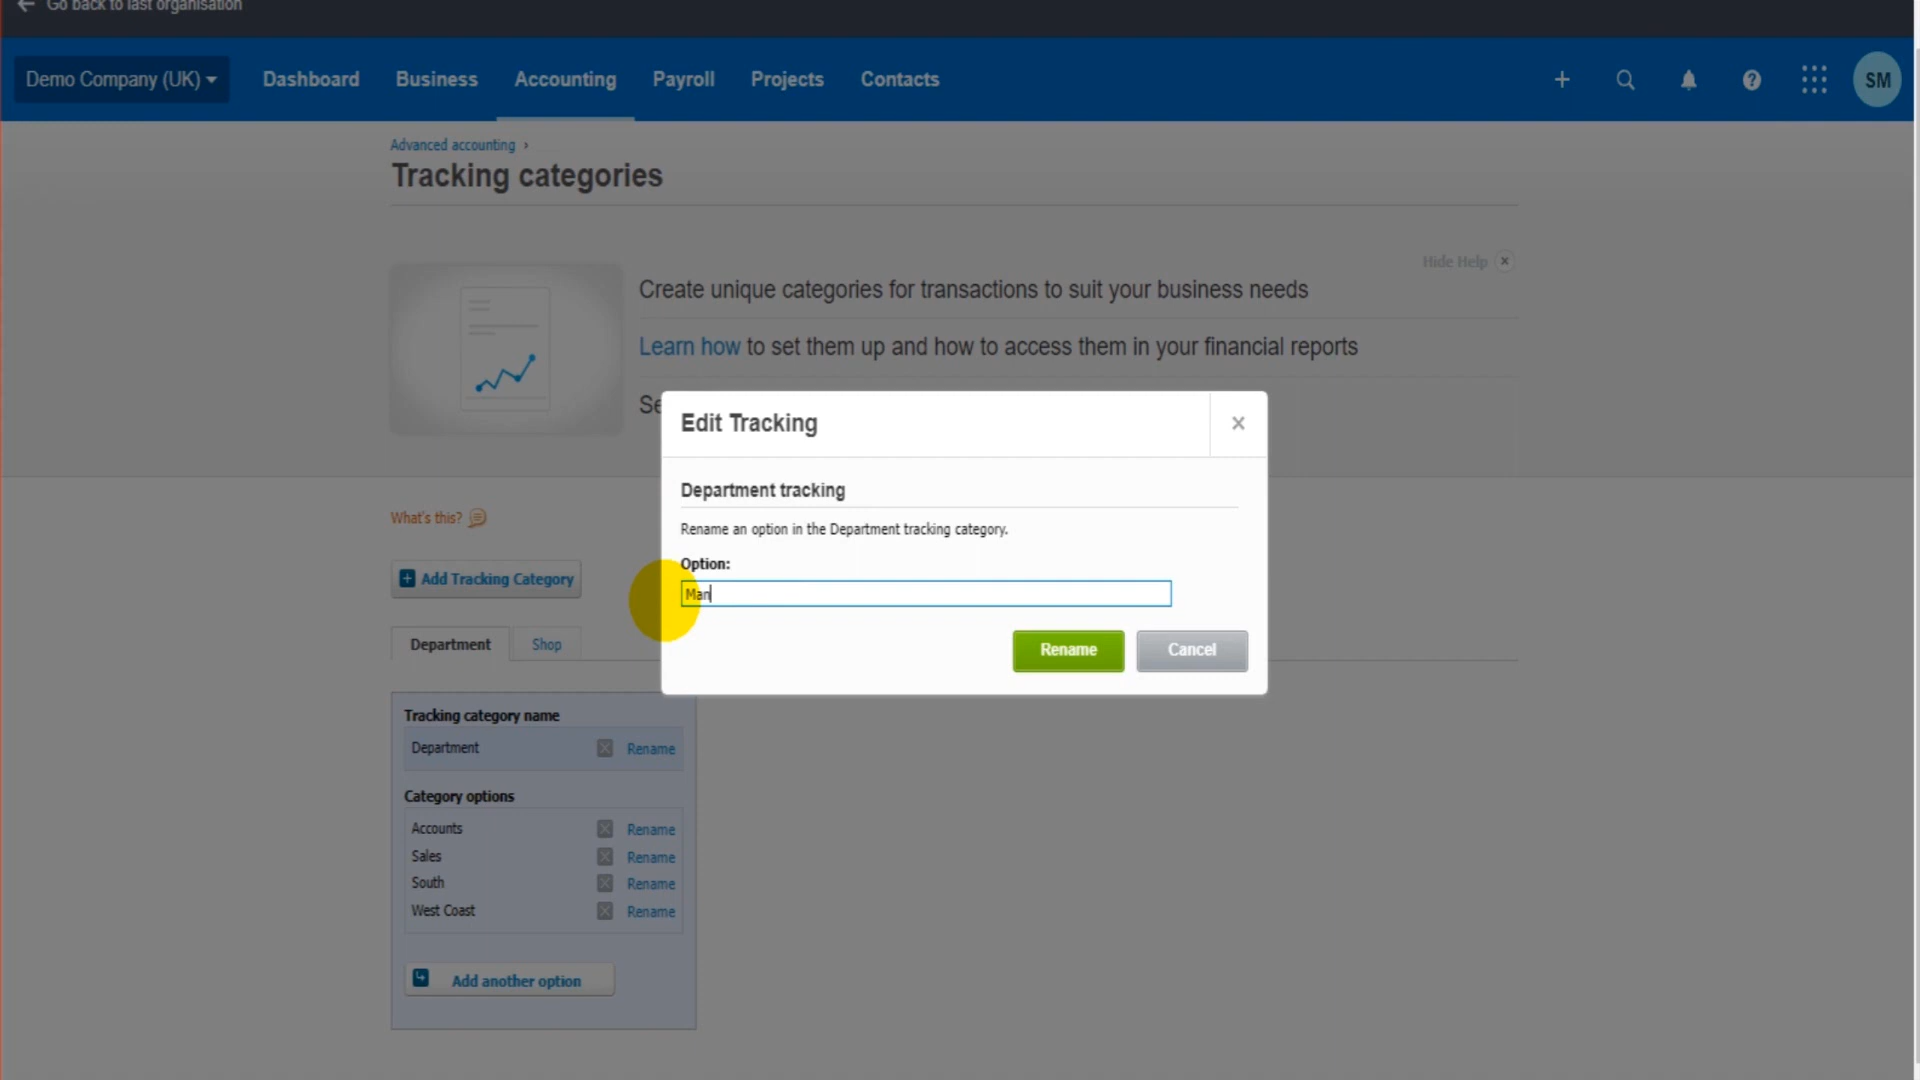 Go back to last organisation
Demo Company (UK)
Dashboard
Business
Accounting
Payroll
Projects
Contacts
SM
Advanced accounting ›
Tracking categories
Hide Help
Create unique categories for transactions to suit your business needs
Learn how to set them up and how to access them in your financial reports
Edit Tracking
Department tracking
Rename an option in the Department tracking category.
Option:
Man
Rename
Cancel
What's this?
Add Tracking Category
Department
Shop
Tracking category name
Department
Rename
Category options
Accounts
Rename
Sales
Rename
South
Rename
West Coast
Rename
Add another option